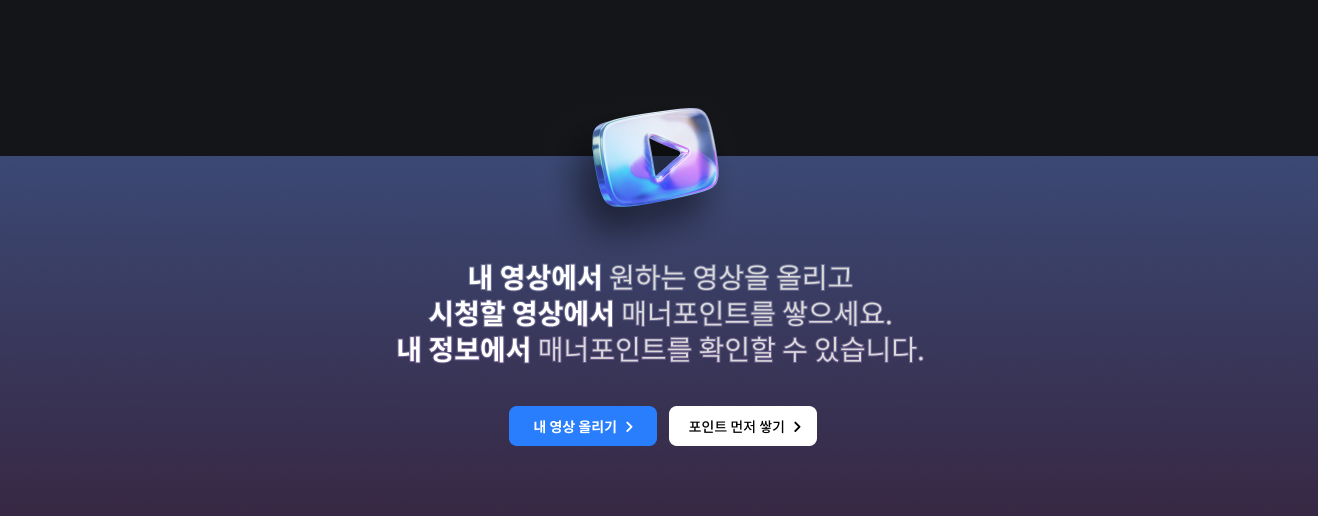 내 영상에서 원하는 영상을 올리고
시청할 영상에서 매너포인트를 쌓으세요.
내 정보에서 매너포인트를 확인할 수 있습니다.
내 영상 올리기
포인트 먼저 쌓기